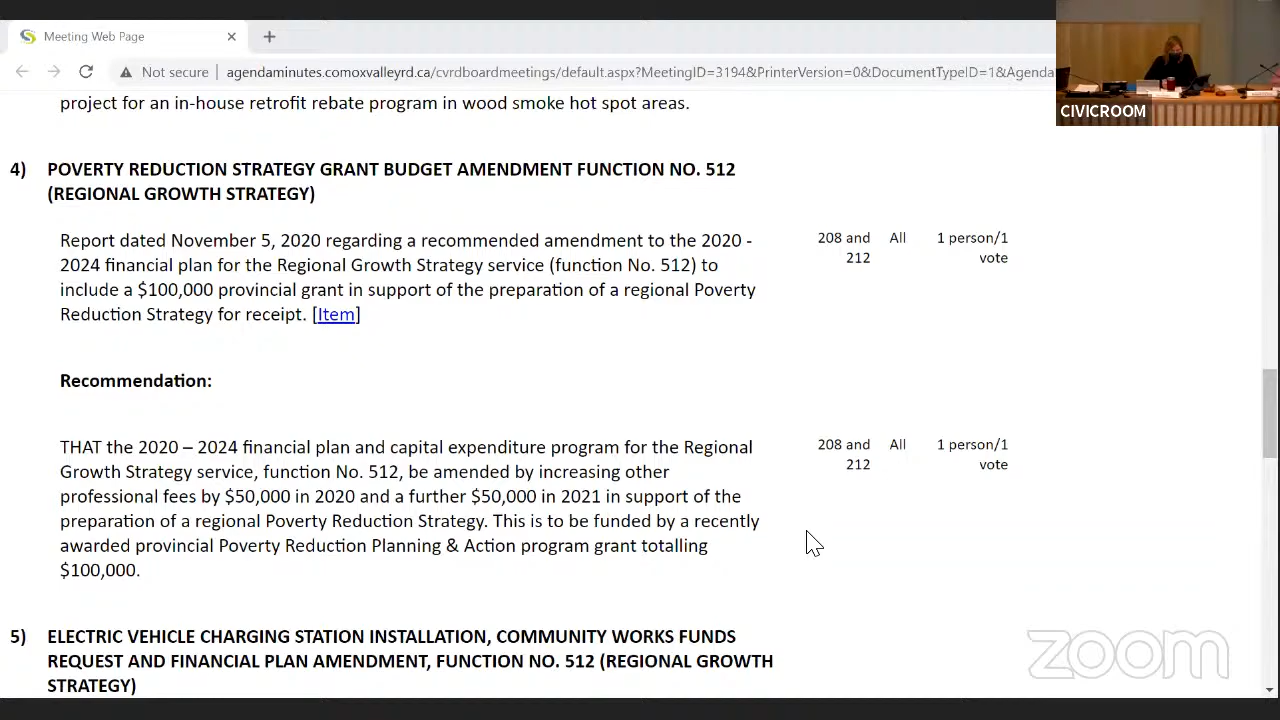 Meeting Web Page
Not secure
agendaminutes.comoxvalleyrd.ca/cvrdboardmeetings/default.aspx?MeetingID=3194&PrinterVersion=0&DocumentTypeID=1&Agenda
CIVICROOM
project for an in-house retrofit rebate program in wood smoke hot spot areas.
4) POVERTY REDUCTION STRATEGY GRANT BUDGET AMENDMENT FUNCTION NO. 512
(REGIONAL GROWTH STRATEGY)
Report dated November 5, 2020 regarding a recommended amendment to the 2020 -
2024 financial plan for the Regional Growth Strategy service (function No. 512) to
include a $100,000 provincial grant in support of the preparation of a regional Poverty
Reduction Strategy for receipt. [Item]
208 and All 1 person/1
212 vote
Recommendation:
THAT the 2020 – 2024 financial plan and capital expenditure program for the Regional
Growth Strategy service, function No. 512, be amended by increasing other
professional fees by $50,000 in 2020 and a further $50,000 in 2021 in support of the
preparation of a regional Poverty Reduction Strategy. This is to be funded by a recently
awarded provincial Poverty Reduction Planning & Action program grant totalling
$100,000.
208 and All 1 person/1
212 vote
5) ELECTRIC VEHICLE CHARGING STATION INSTALLATION, COMMUNITY WORKS FUNDS
REQUEST AND FINANCIAL PLAN AMENDMENT, FUNCTION NO. 512 (REGIONAL GROWTH
STRATEGY)
zoom